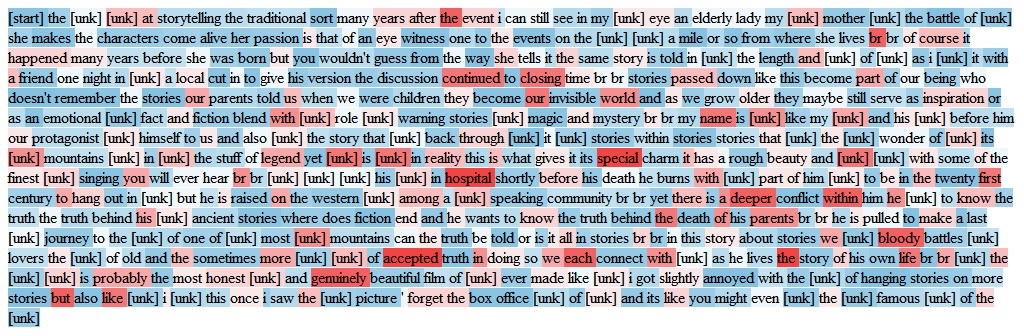 [start] the [unk] [unk] at storytelling the traditional sort many years after the event i can still see in my [unk] eye an elderly lady my [unk] mother [unk] the battle of [unk]
she makes the characters come alive her passion is that of an eye witness one to the events on the [unk] [unk] a mile or so from where she lives br br of course it
happened many years before she was born but you wouldn't guess from the way she tells it the same story is told in [unk] the length and [unk] of [unk] as i [unk] it with
a friend one night in [unk] a local cut in to give his version the discussion continued to closing time br br stories passed down like this become part of our being who
doesn't remember the stories our parents told us when we were children they become our invisible world and as we grow older they maybe still serve as inspiration or
as an emotional [unk] fact and fiction blend with [unk] role [unk] warning stories [unk] magic and mystery br br my name is [unk] like my [unk] and his [unk] before him
our protagonist [unk] himself to us and also [unk] the story that [unk] back through [unk] it [unk] stories within stories stories that [unk] the [unk] wonder of [unk] its
[unk] mountains [unk] in [unk] the stuff of legend yet [unk] is [unk] in reality this is what gives it its special charm it has a rough beauty and [unk] [unk] with some of the
finest [unk] singing you will ever hear br br [unk] [unk] [unk] his [unk] in hospital shortly before his death he burns with [unk] part of him [unk] to be in the twenty first
century to hang out in [unk] but he is raised on the western [unk] among a [unk] speaking community br br yet there is a deeper conflict within him he [unk] to know the
truth the truth behind his [unk] ancient stories where does fiction end and he wants to know the truth behind the death of his parents br br he is pulled to make a last
[unk] journey to the [unk] of one of [unk] most [unk] mountains can the truth be told or is it all in stories br br in this story about stories we [unk] bloody battles [unk]
lovers the [unk] of old and the sometimes more [unk] [unk] of accepted truth in doing so we each connect with [unk] as he lives the story of his own life br br [unk] the
[unk] [unk] is probably the most honest [unk] and genuinely beautiful film of [unk] ever made like [unk] i got slightly annoyed with the [unk] of hanging stories on more
stories but also like [unk] i [unk] this once i saw the [unk] picture ' forget the box office [unk] of [unk] and its like you might even [unk] the [unk] famous [unk] of the
[unk]